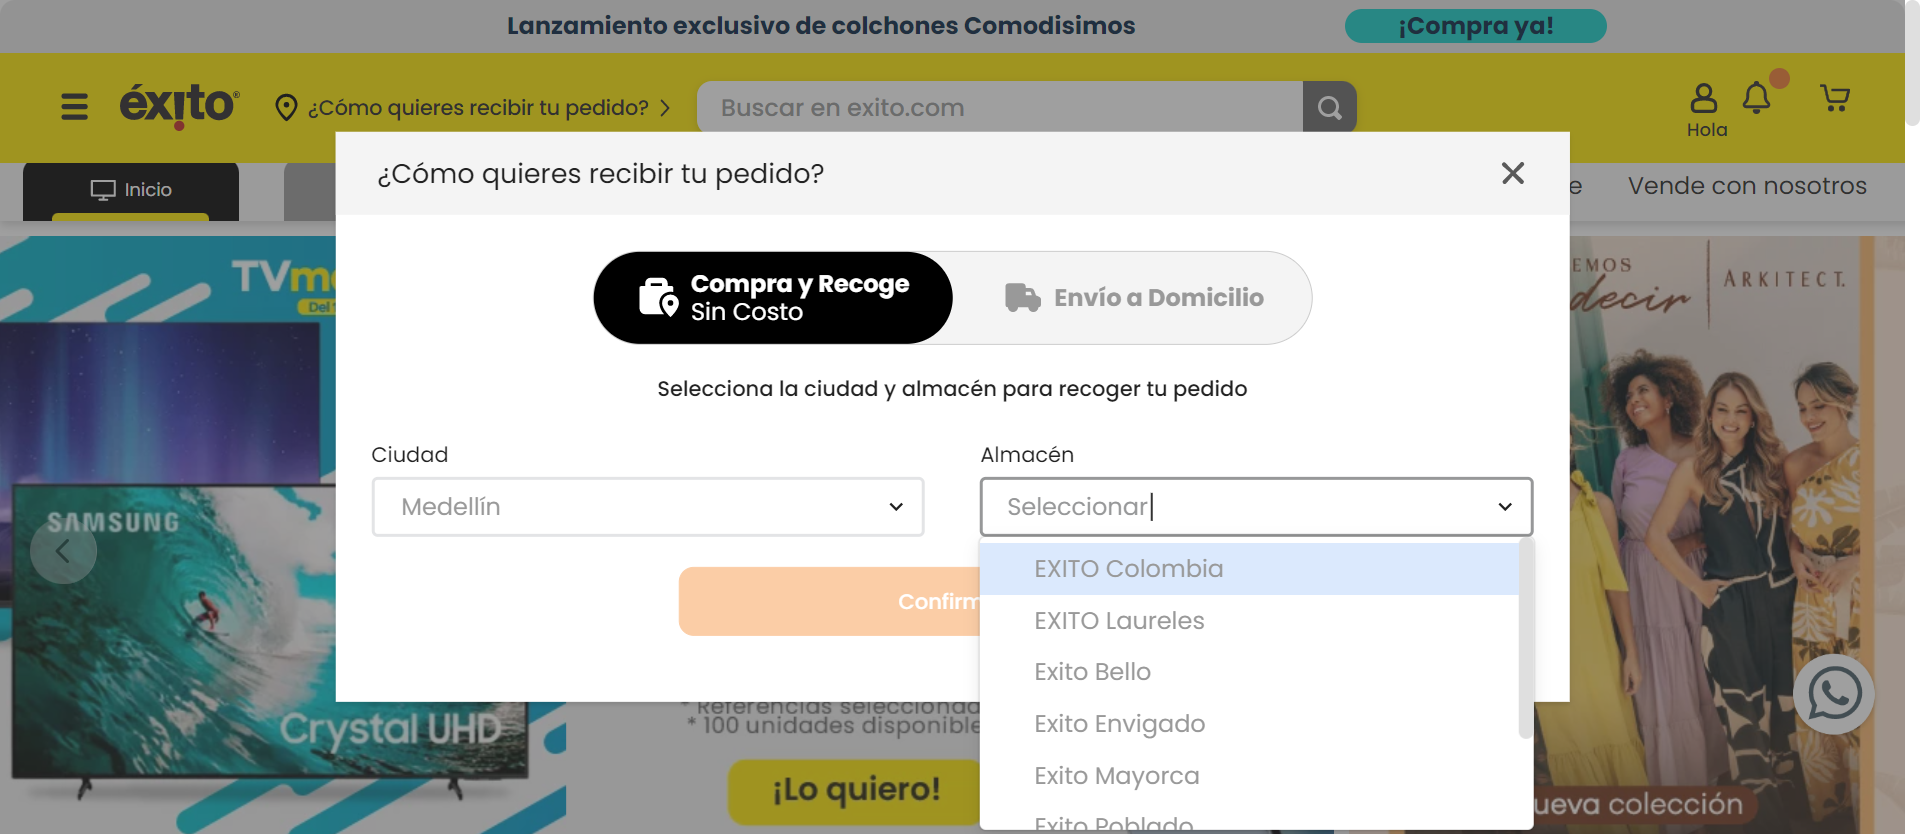 Lanzamiento exclusivo de colchones Comodisimos
¡Compra ya!
éxito
¿Cómo quieres recibir tu pedido?
Buscar en exito.com
Hola
Inicio
e
Vende con nosotros
¿Cómo quieres recibir tu pedido?
Compra y Recoge
Sin Costo
Envío a Domicilio
Selecciona la ciudad y almacén para recoger tu pedido
Ciudad
Almacén
Medellín
Seleccionar
EXITO Colombia
EXITO Laureles
Exito Bello
Exito Envigado
Exito Mayorca
Exito Poblado
Confirm
TVm
Del
SAMSUNG
Crystal UHD
* Referencias selecciona
* 100 unidades disponible
¡Lo quiero!
EMOS
decir
ARKITECT.
ueva colección